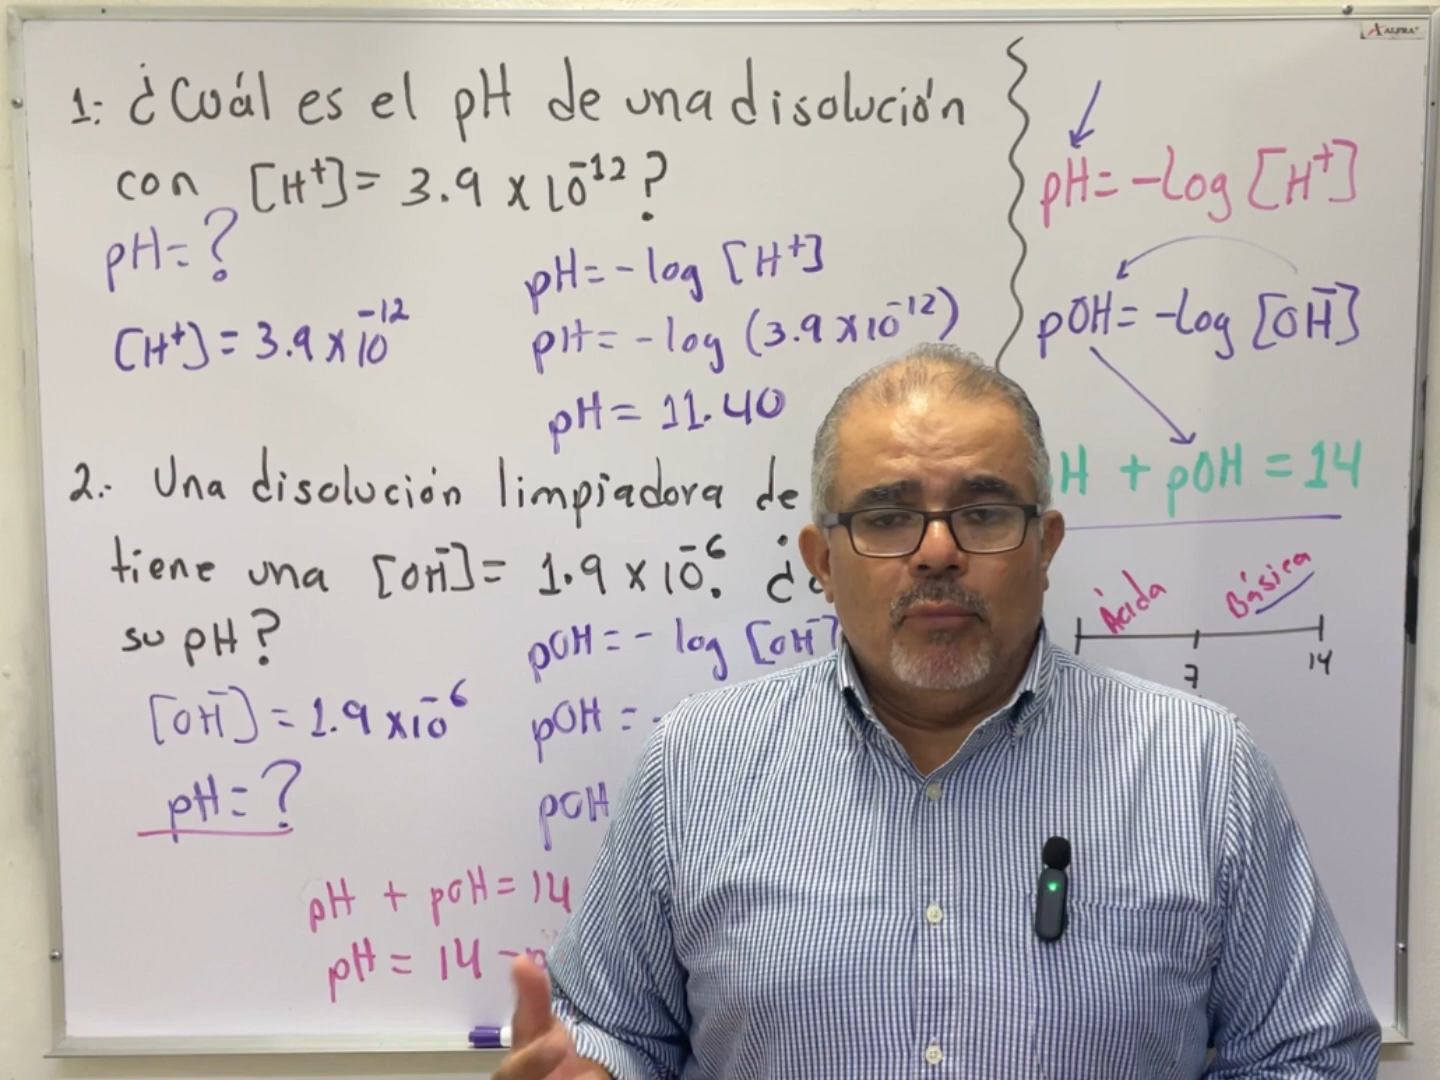 1: ¿Cuál es el pH de una disolución
con [H⁺]= 3.9 x 10⁻¹² ?
pH= ?
[H⁺] = 3.9 x 10⁻¹²
pH= -log [H⁺]
pH= -log (3.9 x 10⁻¹²)
pH = 11.40
2.- Una disolución limpiadora de
tiene una [OH⁻]= 1.9 x 10⁻⁶. ¿
su pH?
[OH⁻] = 1.9 x 10⁻⁶
pH= ?
pOH = - log [OH⁻]
pOH = -
pOH
pH + pOH = 14
pH = 14 -
ALFRA
pH= -Log [H⁺]
pOH= -Log [OH⁻]
H + pOH = 14
Ácida
Básica
7
14